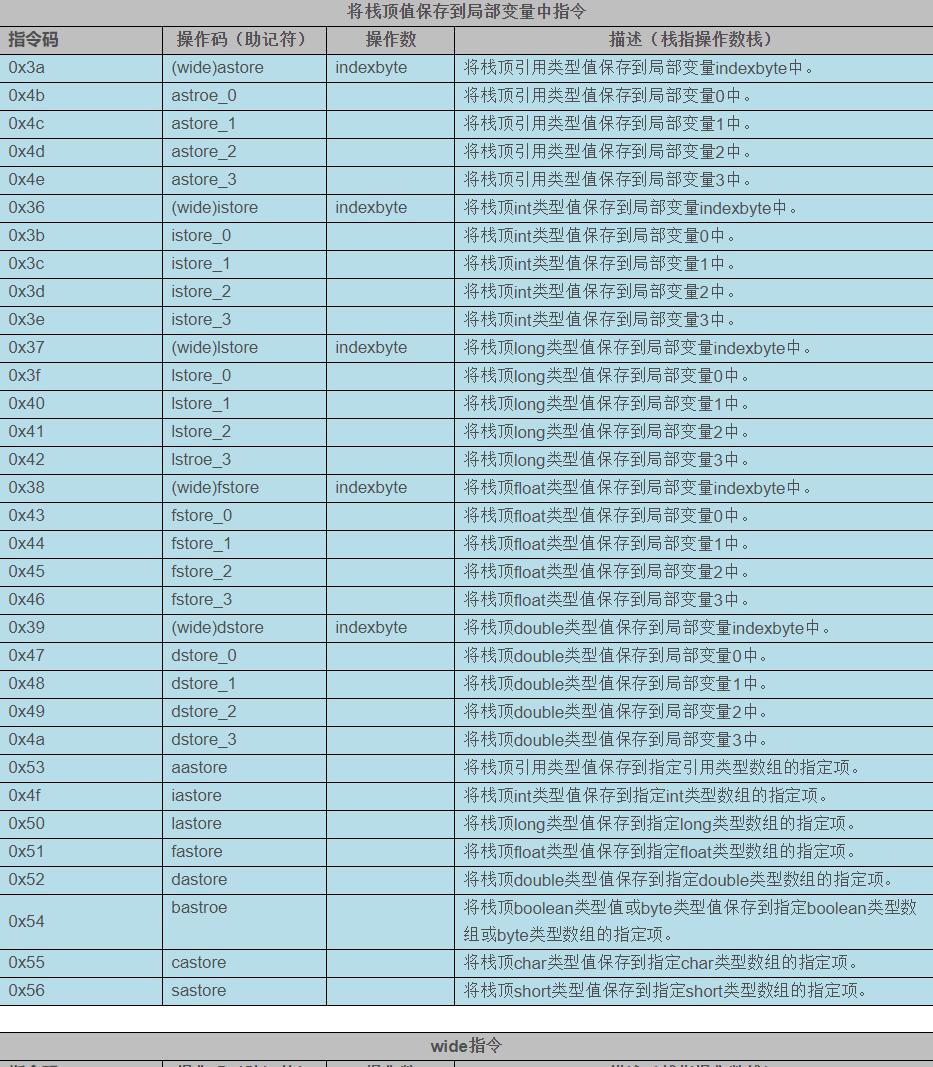 将栈顶值保存到局部变量中指令
指令码 操作码（助记符） 操作数 描述（栈指操作数栈）
0x3a (wide)astore indexbyte 将栈顶引用类型值保存到局部变量indexbyte中。
0x4b astroe_0 将栈顶引用类型值保存到局部变量0中。
0x4c astore_1 将栈顶引用类型值保存到局部变量1中。
0x4d astore_2 将栈顶引用类型值保存到局部变量2中。
0x4e astore_3 将栈顶引用类型值保存到局部变量3中。
0x36 (wide)istore indexbyte 将栈顶int类型值保存到局部变量indexbyte中。
0x3b istore_0 将栈顶int类型值保存到局部变量0中。
0x3c istore_1 将栈顶int类型值保存到局部变量1中。
0x3d istore_2 将栈顶int类型值保存到局部变量2中。
0x3e istore_3 将栈顶int类型值保存到局部变量3中。
0x37 (wide)lstore indexbyte 将栈顶long类型值保存到局部变量indexbyte中。
0x3f lstore_0 将栈顶long类型值保存到局部变量0中。
0x40 lstore_1 将栈顶long类型值保存到局部变量1中。
0x41 lstore_2 将栈顶long类型值保存到局部变量2中。
0x42 lstroe_3 将栈顶long类型值保存到局部变量3中。
0x38 (wide)fstore indexbyte 将栈顶float类型值保存到局部变量indexbyte中。
0x43 fstore_0 将栈顶float类型值保存到局部变量0中。
0x44 fstore_1 将栈顶float类型值保存到局部变量1中。
0x45 fstore_2 将栈顶float类型值保存到局部变量2中。
0x46 fstore_3 将栈顶float类型值保存到局部变量3中。
0x39 (wide)dstore indexbyte 将栈顶double类型值保存到局部变量indexbyte中。
0x47 dstore_0 将栈顶double类型值保存到局部变量0中。
0x48 dstore_1 将栈顶double类型值保存到局部变量1中。
0x49 dstore_2 将栈顶double类型值保存到局部变量2中。
0x4a dstore_3 将栈顶double类型值保存到局部变量3中。
0x53 aastore 将栈顶引用类型值保存到指定引用类型数组的指定项。
0x4f iastore 将栈顶int类型值保存到指定int类型数组的指定项。
0x50 lastore 将栈顶long类型值保存到指定long类型数组的指定项。
0x51 fastore 将栈顶float类型值保存到指定float类型数组的指定项。
0x52 dastore 将栈顶double类型值保存到指定double类型数组的指定项。
0x54 bastroe 将栈顶boolean类型值或byte类型值保存到指定boolean类型数
组或byte类型数组的指定项。
0x55 castore 将栈顶char类型值保存到指定char类型数组的指定项。
0x56 sastore 将栈顶short类型值保存到指定short类型数组的指定项。
wide指令